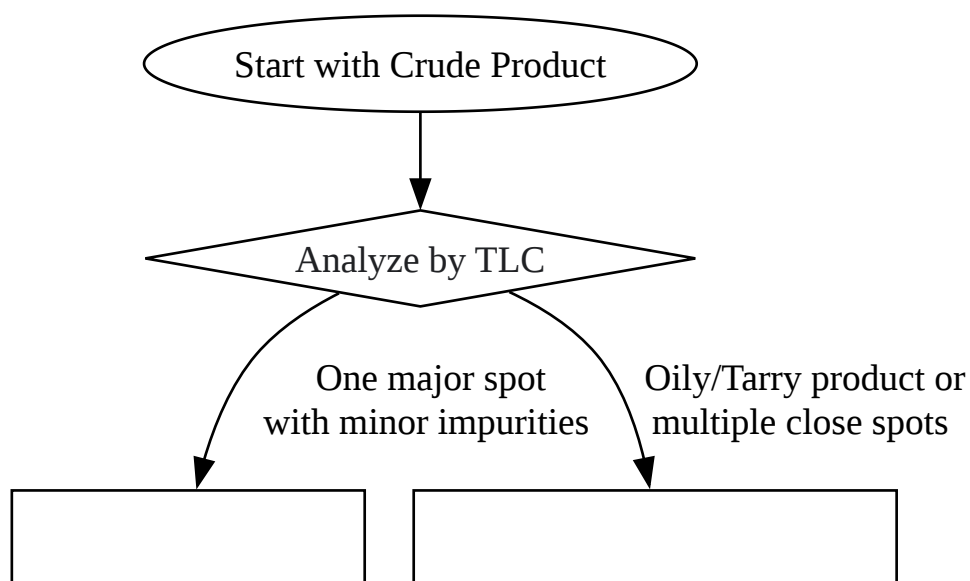 Start with Crude Product
Analyze by TLC
One major spot
with minor impurities
Oily/Tarry product or
multiple close spots